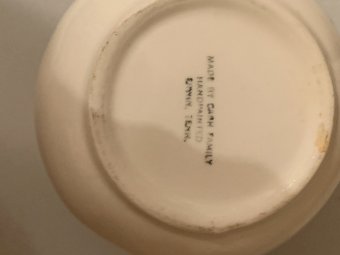 MADE BY CASH FAMILY
HANDPAINTED
ERWIN, TENN.